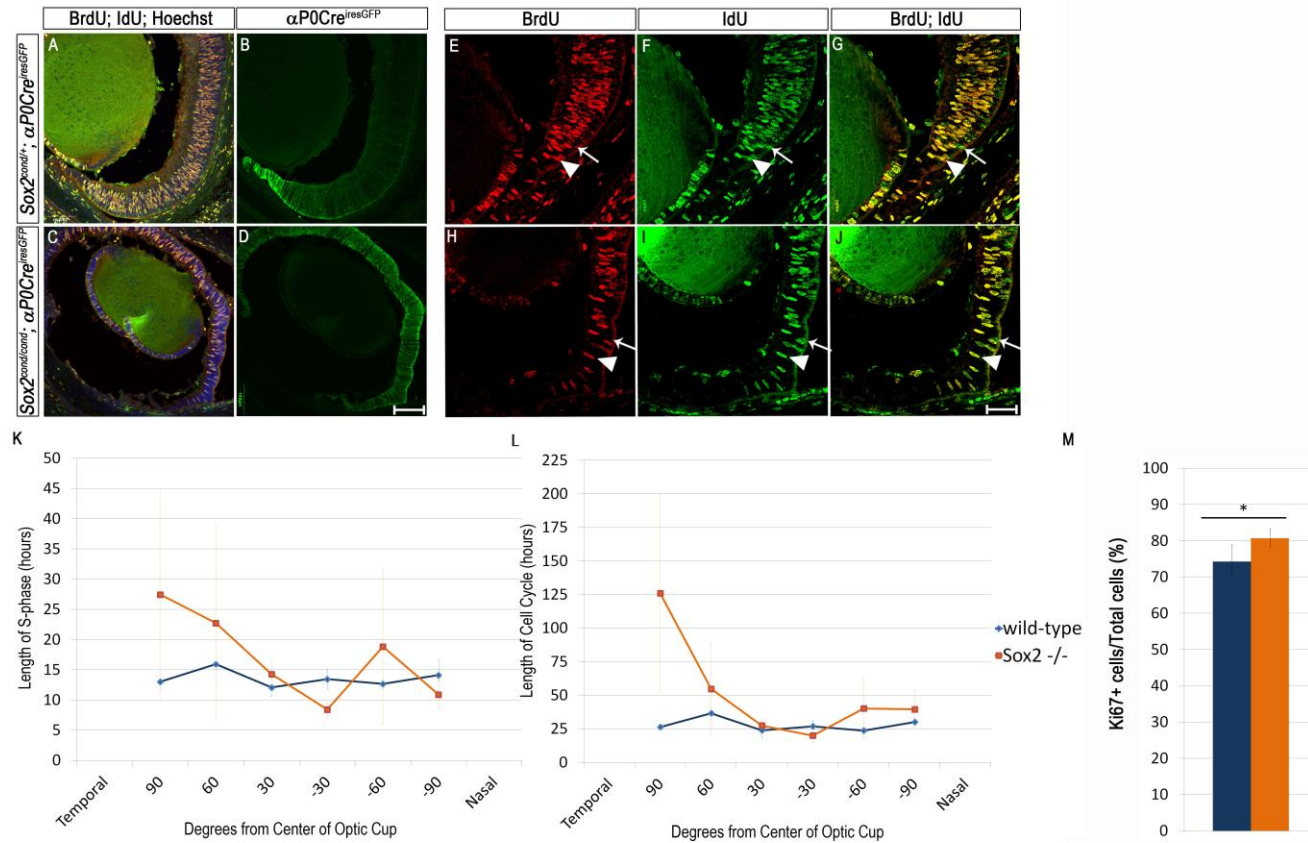 BrdU; IdU; Hoechst
αP0Cre^iresGFP
BrdU
IdU
BrdU; IdU
Sox2^cond/+; αP0Cre^iresGFP
A
B
E
F
G
Sox2^cond/cond; αP0Cre^iresGFP
C
D
H
I
J
K
L
M
Length of S-phase (hours)
50
45
40
35
30
25
20
15
10
5
0
Temporal
90
60
30
-30
-60
-90
Nasal
Degrees from Center of Optic Cup
Length of Cell Cycle (hours)
225
200
175
150
125
100
75
50
25
0
Temporal
90
60
30
-30
-60
-90
Nasal
Degrees from Center of Optic Cup
wild-type
Sox2 -/-
Ki67+ cells/Total cells (%)
100
90
80
70
60
50
40
30
20
10
0
*